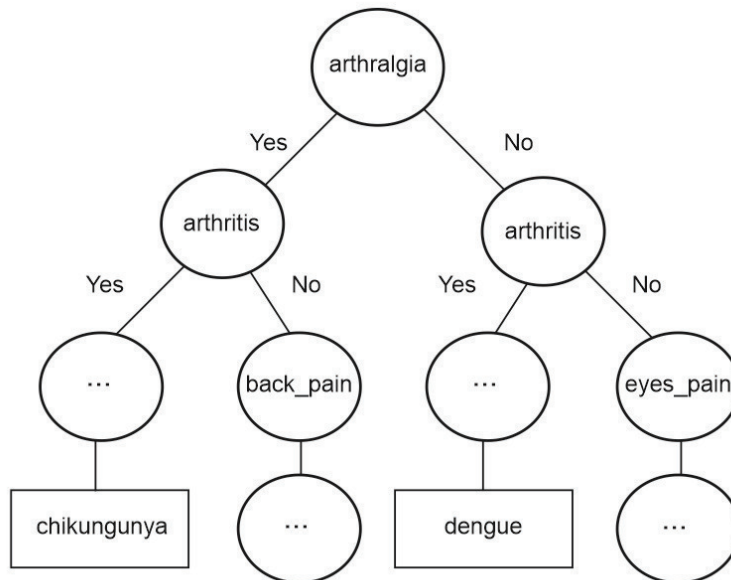 arthralgia
Yes
No
arthritis
arthritis
Yes
No
Yes
No
...
back_pain
...
eyes_pain
chikungunya
...
dengue
...